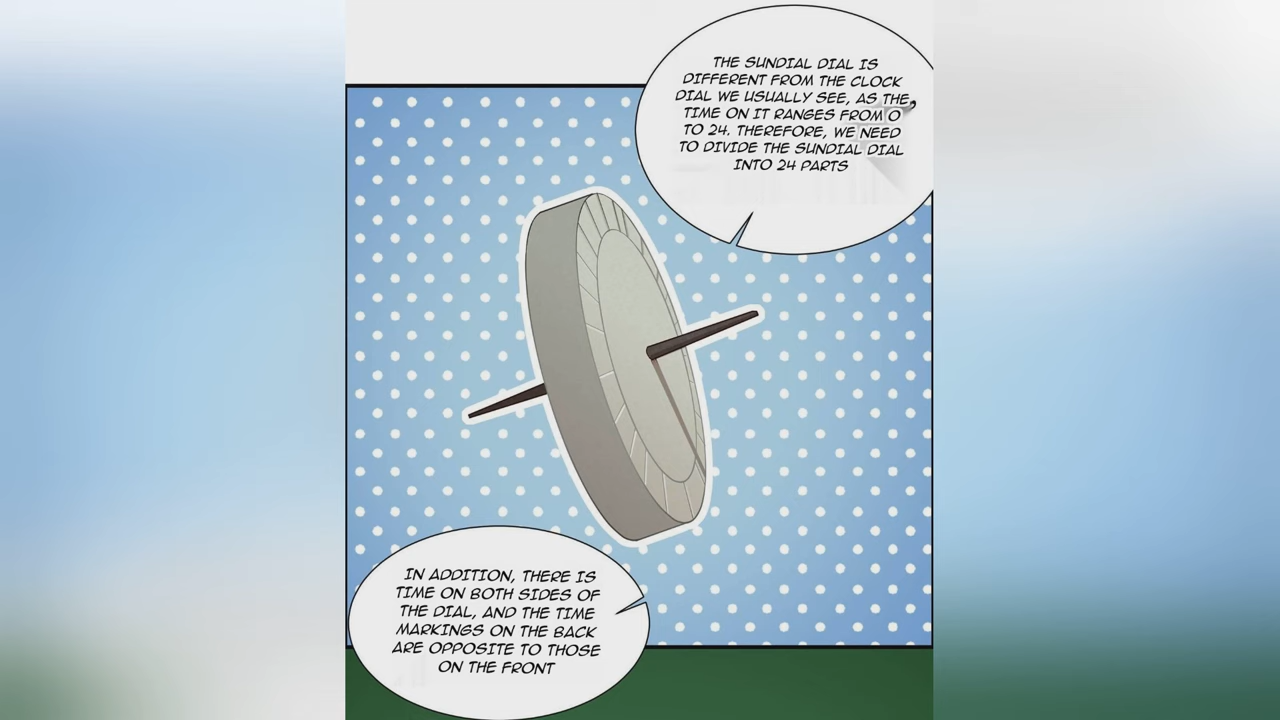 THE SUNDIAL DIAL IS
DIFFERENT FROM THE CLOCK
DIAL WE USUALLY SEE, AS THE,
TIME ON IT RANGES FROM 0
TO 24. THEREFORE, WE NEED
TO DIVIDE THE SUNDIAL DIAL
INTO 24 PARTS
IN ADDITION, THERE IS
TIME ON BOTH SIDES OF
THE DIAL, AND THE TIME
MARKINGS ON THE BACK
ARE OPPOSITE TO THOSE
ON THE FRONT